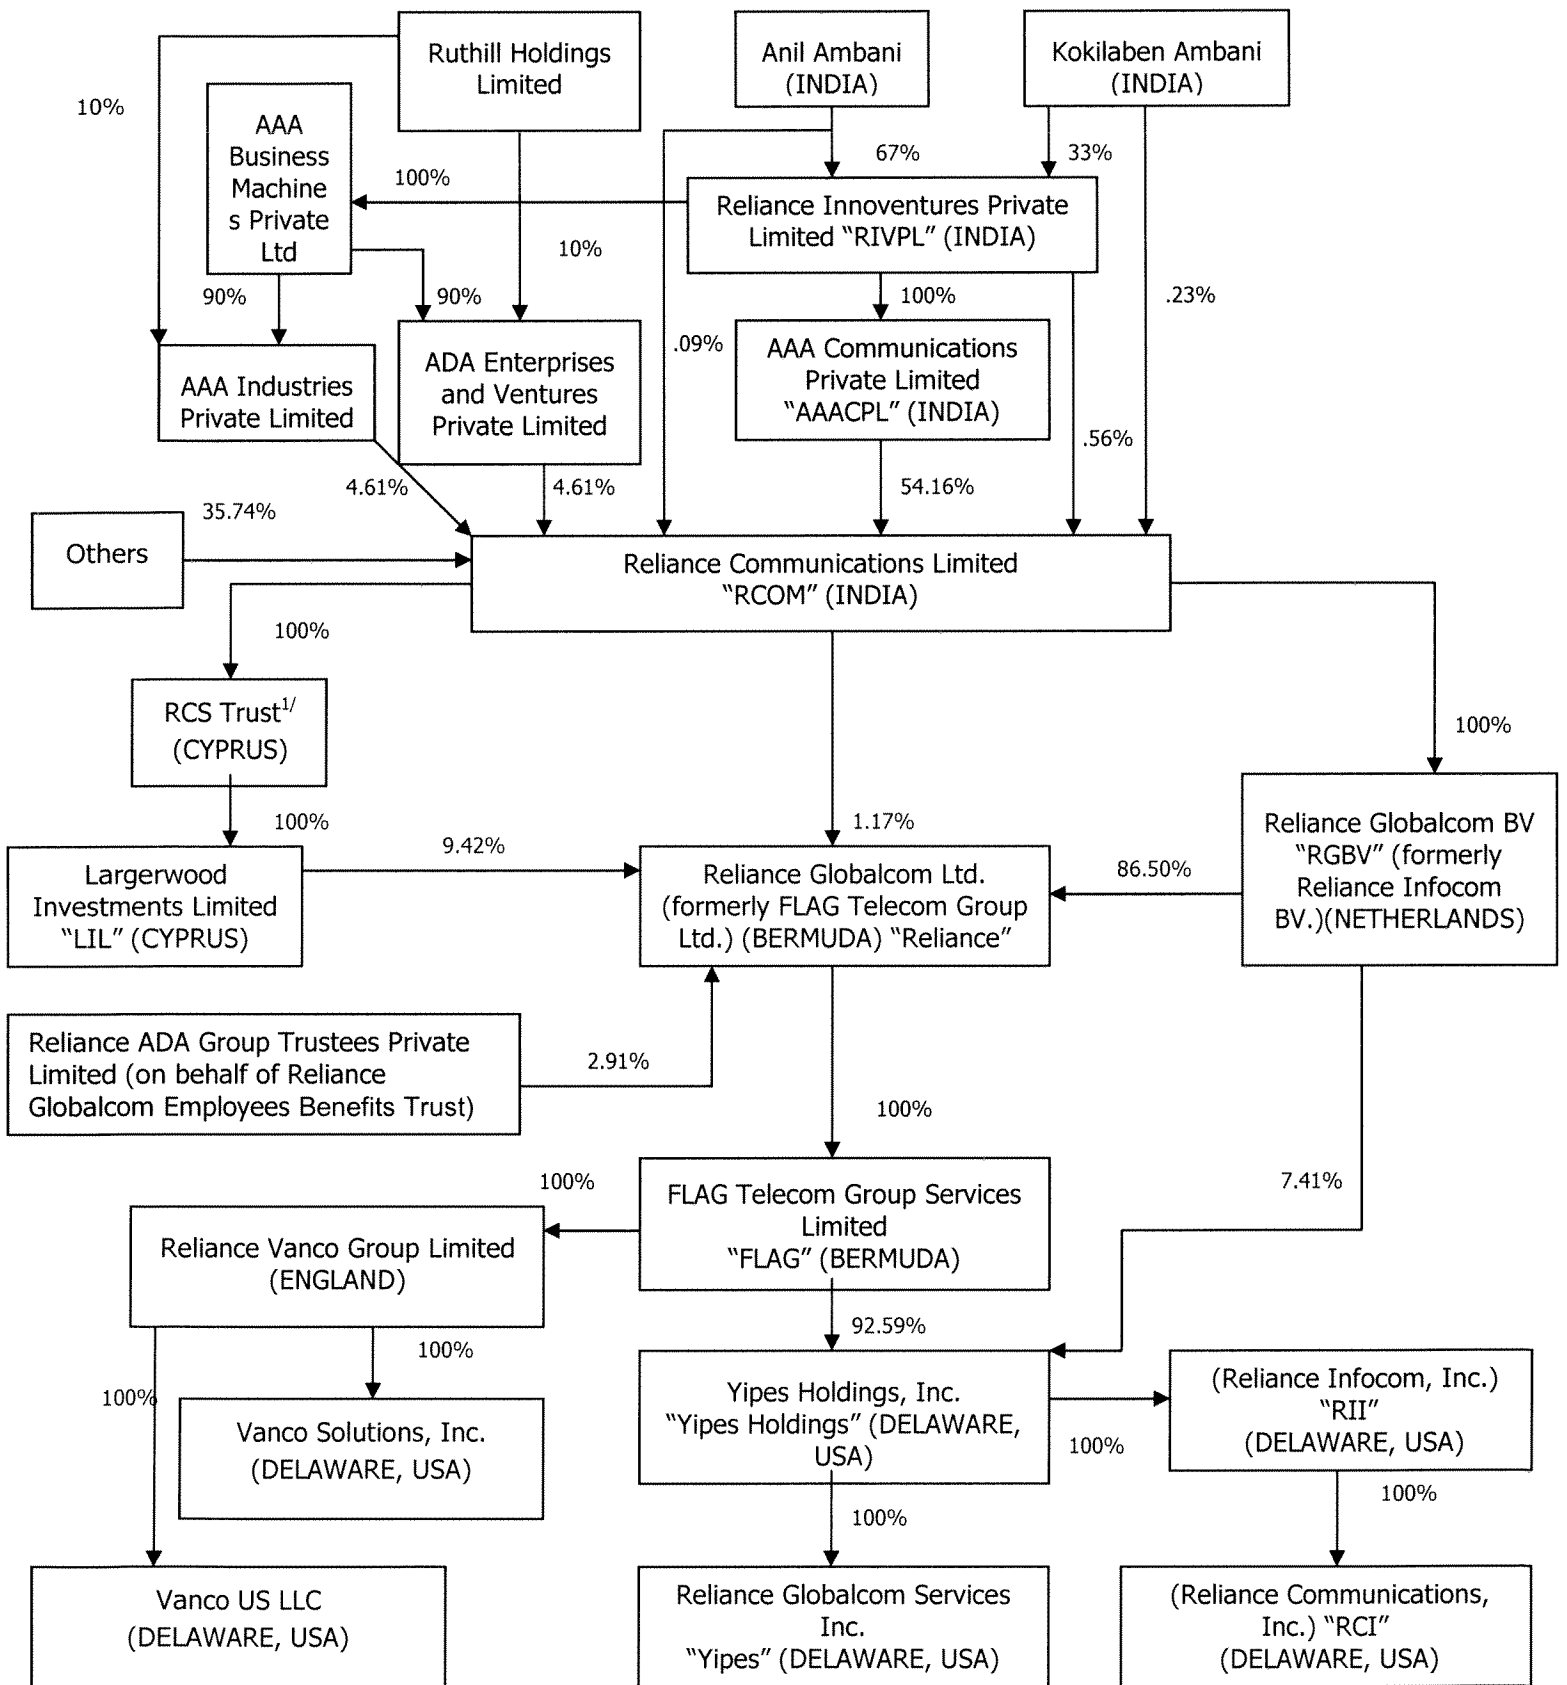 Ruthill Holdings
Limited
Anil Ambani
(INDIA)
Kokilaben Ambani
(INDIA)
10%
AAA
Business
Machine
s Private
Ltd
67%
33%
100%
Reliance Innoventures Private
Limited “RIVPL” (INDIA)
10%
90%
90%
100%
.23%
.09%
AAA Industries
Private Limited
ADA Enterprises
and Ventures
Private Limited
AAA Communications
Private Limited
“AAACPL” (INDIA)
.56%
4.61%
4.61%
54.16%
35.74%
Others
Reliance Communications Limited
“RCOM” (INDIA)
100%
RCS Trust1/
(CYPRUS)
100%
100%
1.17%
9.42%
Largerwood
Investments Limited
“LIL” (CYPRUS)
Reliance Globalcom Ltd.
(formerly FLAG Telecom Group
Ltd.) (BERMUDA) “Reliance”
86.50%
Reliance Globalcom BV
“RGBV” (formerly
Reliance Infocom
BV.)(NETHERLANDS)
Reliance ADA Group Trustees Private
Limited (on behalf of Reliance
Globalcom Employees Benefits Trust)
2.91%
100%
100%
7.41%
FLAG Telecom Group Services
Limited
“FLAG” (BERMUDA)
Reliance Vanco Group Limited
(ENGLAND)
92.59%
100%
100%
Vanco Solutions, Inc.
(DELAWARE, USA)
Yipes Holdings, Inc.
“Yipes Holdings” (DELAWARE,
USA)
100%
(Reliance Infocom, Inc.)
“RII”
(DELAWARE, USA)
100%
100%
Vanco US LLC
(DELAWARE, USA)
Reliance Globalcom Services
Inc.
“Yipes” (DELAWARE, USA)
(Reliance Communications,
Inc.) “RCI”
(DELAWARE, USA)